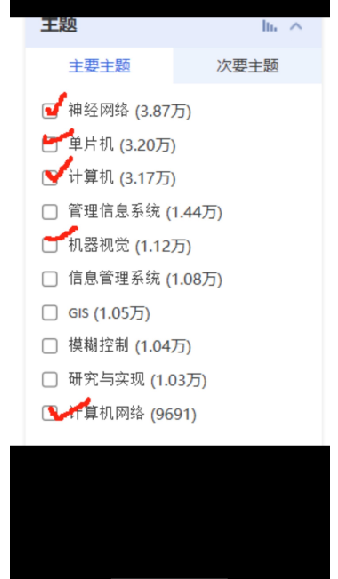 主题
主要主题 次要主题
神经网络 (3.87万)
单片机 (3.20万)
计算机 (3.17万)
管理信息系统 (1.44万)
机器视觉 (1.12万)
信息管理系统 (1.08万)
GIS (1.05万)
模糊控制 (1.04万)
研究与实现 (1.03万)
计算机网络 (9691)